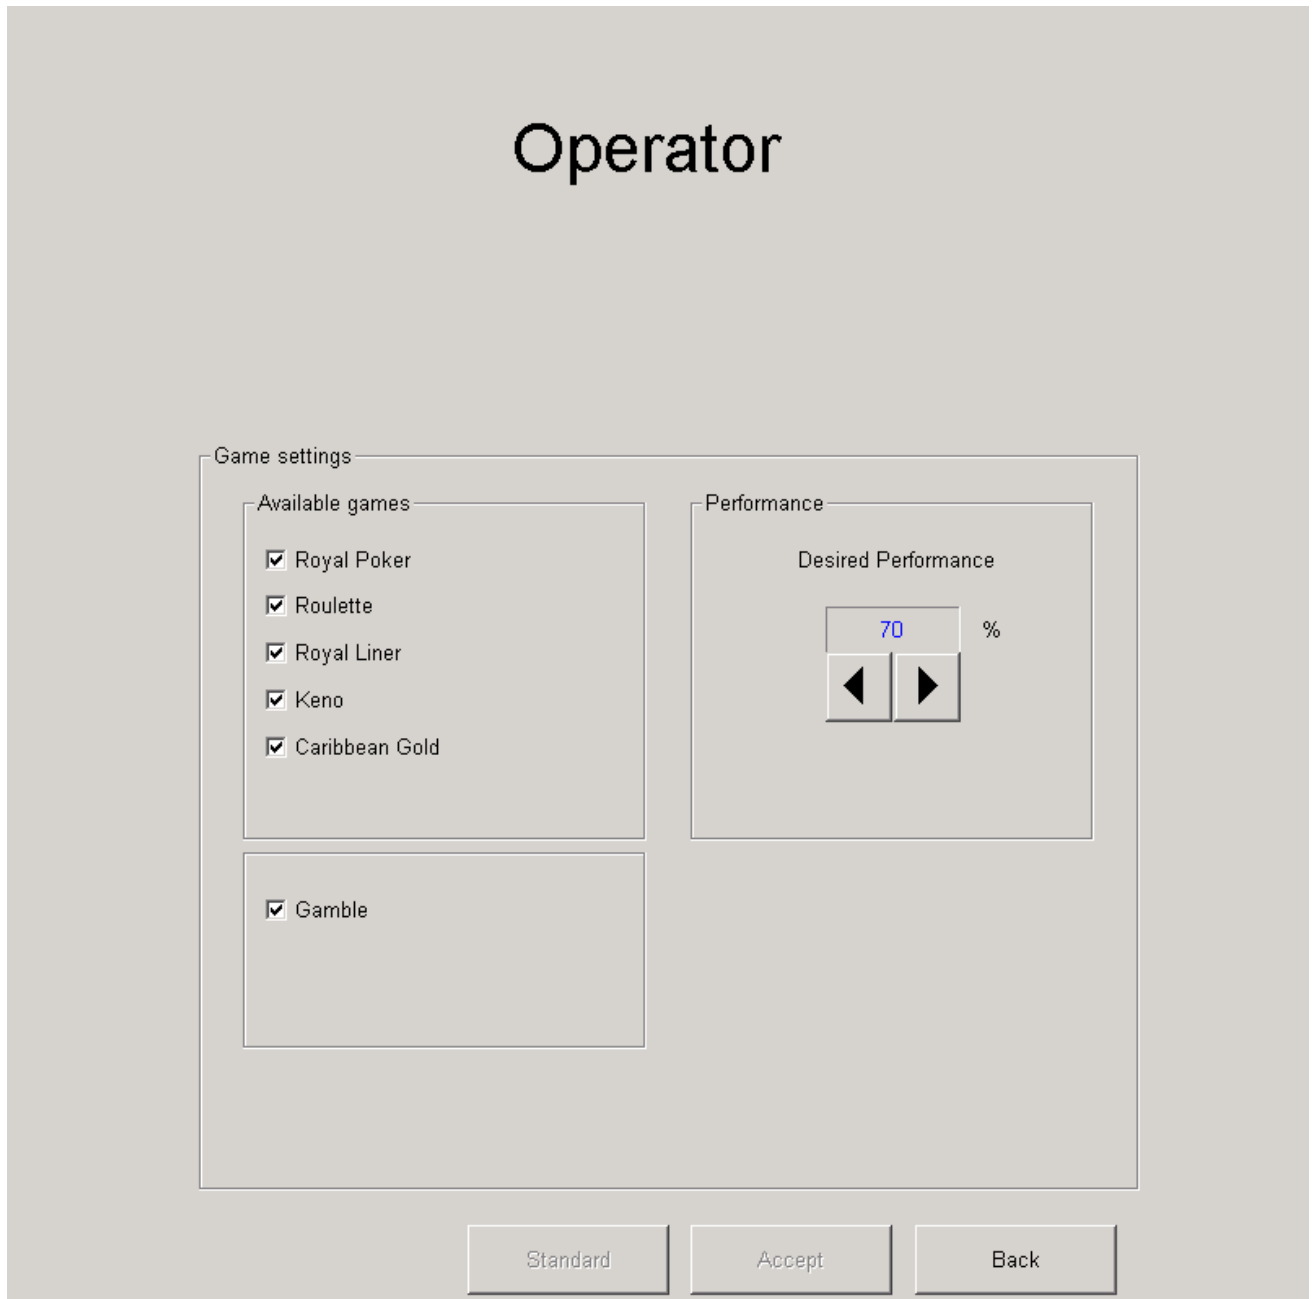 Operator
Game settings
Available games
Royal Poker
Roulette
Royal Liner
Keno
Caribbean Gold
Performance
Desired Performance
70 %
Gamble
Standard
Accept
Back